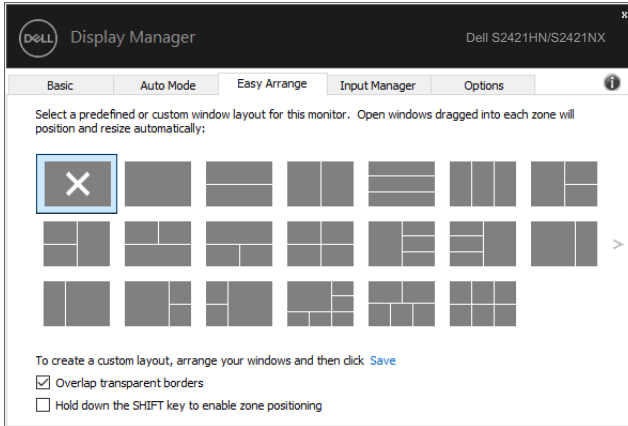 x
DELL Display Manager Dell S2421HN/S2421NX
Basic Auto Mode Easy Arrange Input Manager Options i
Select a predefined or custom window layout for this monitor. Open windows dragged into each zone will
position and resize automatically:
>
To create a custom layout, arrange your windows and then click Save
Overlap transparent borders
Hold down the SHIFT key to enable zone positioning